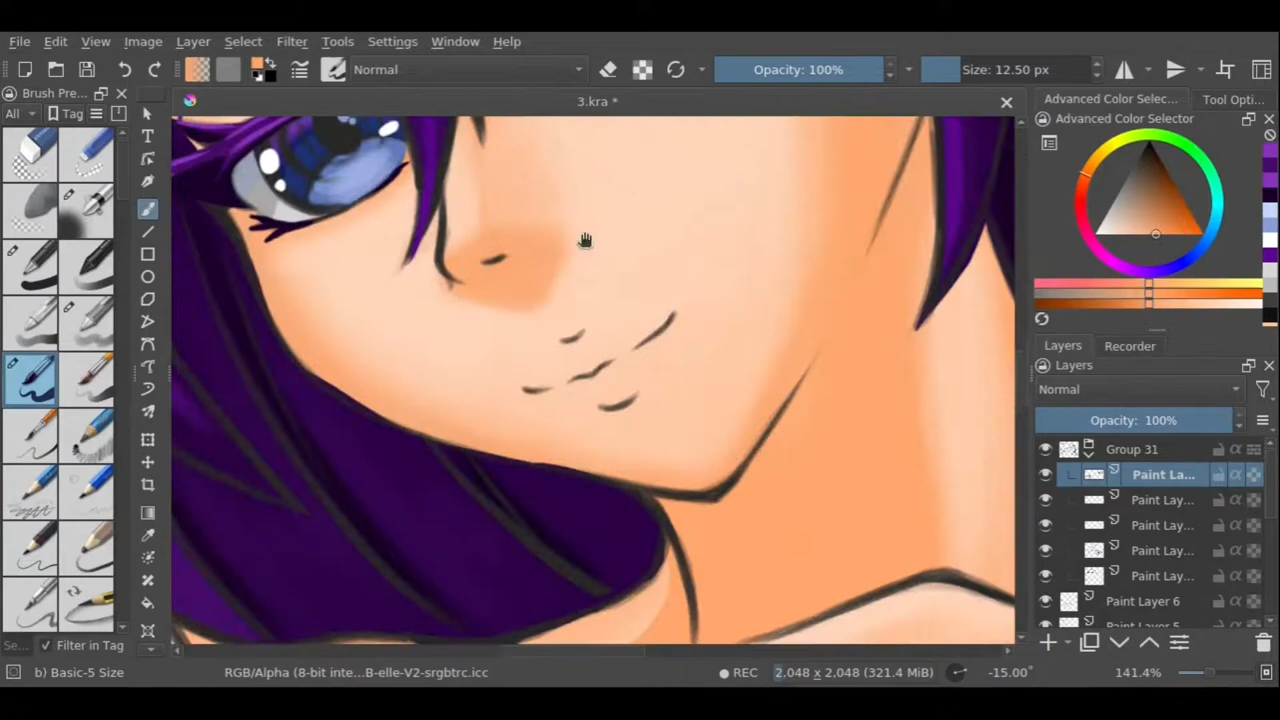 File Edit View Image Layer Select Filter Tools Settings Window Help
Normal Opacity: 100% Size: 12.50 px
Brush Pre... 3.kra * Advanced Color Selec... Tool Opti...
All Tag Advanced Color Selector
Layers Recorder
Layers
Normal
Opacity: 100%
Group 31
Paint La...
Paint Lay...
Paint Lay...
Paint Lay...
Paint Lay...
Paint Layer 6
Paint Layer 5
Se... Filter in Tag
b) Basic-5 Size RGB/Alpha (8-bit inte...B-elle-V2-srgbtrc.icc REC 2,048 x 2,048 (321.4 MiB) -15.00° 141.4%